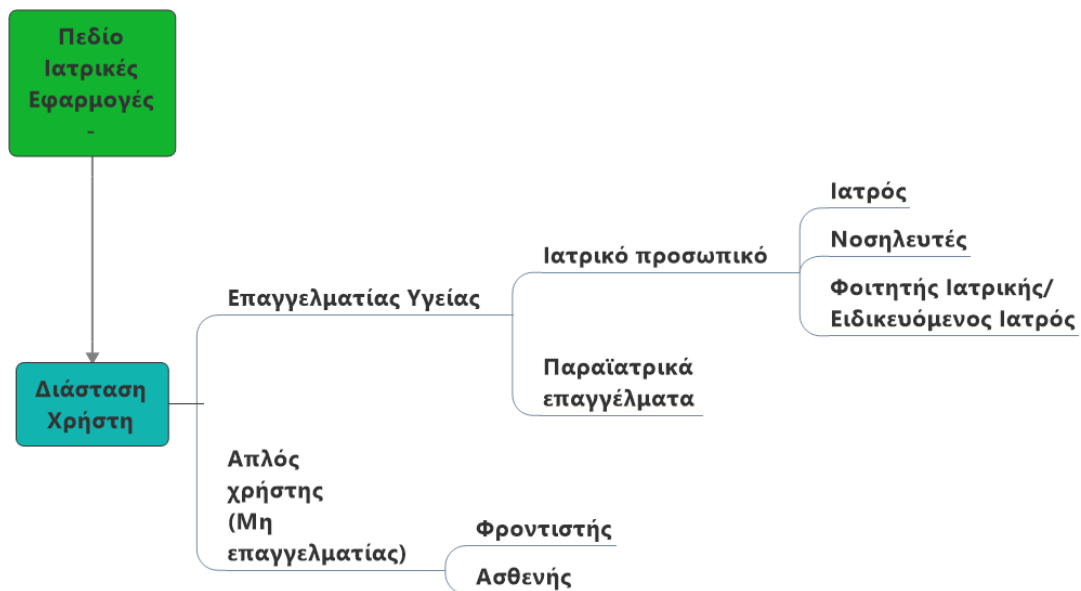 Πεδίο
Ιατρικές
Εφαρμογές
-
Ιατρός
Νοσηλευτές
Ιατρικό προσωπικό
Φοιτητής Ιατρικής/
Ειδικευόμενος Ιατρός
Επαγγελματίας Υγείας
Παραϊατρικά
επαγγέλματα
Διάσταση
Χρήστη
Απλός
χρήστης
(Μη
επαγγελματίας)
Φροντιστής
Ασθενής